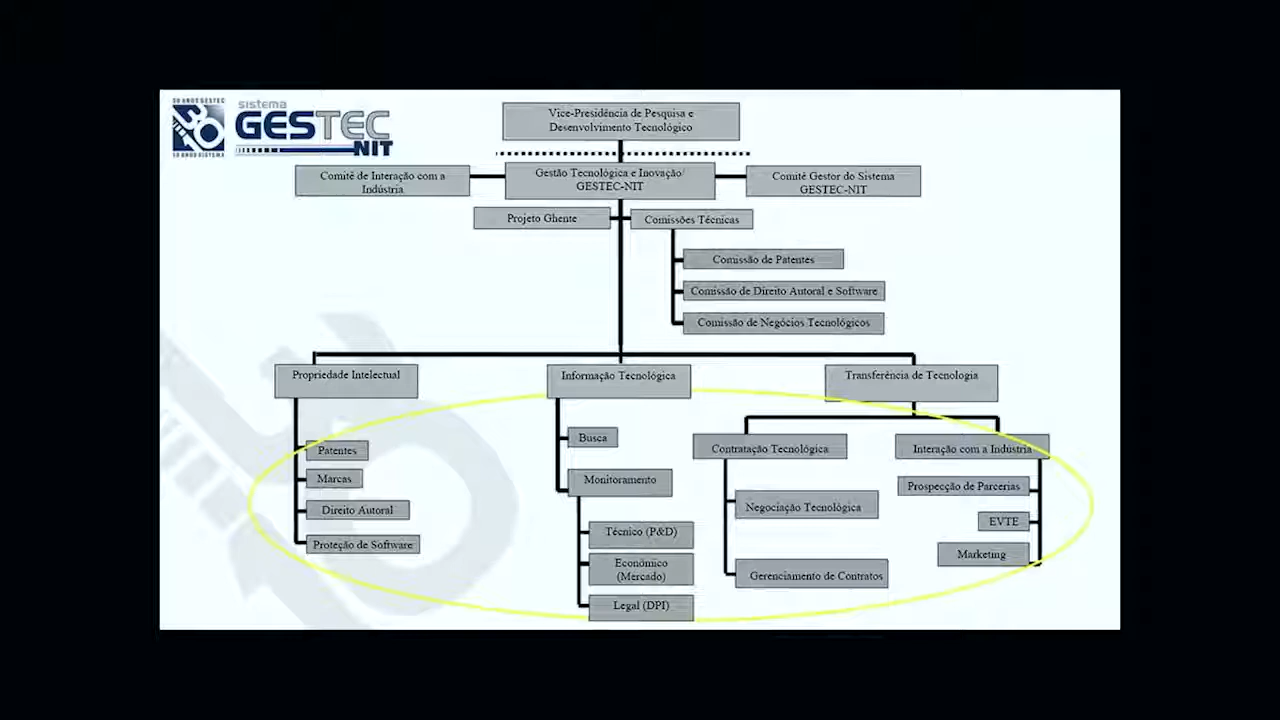 30 ANOS GESTEC
sistema
GESTEC
NIT
Vice-Presidência de Pesquisa e
Desenvolvimento Tecnológico
Comitê de Interação com a
Indústria
Gestão Tecnológica e Inovação/
GESTEC-NIT
Comitê Gestor do Sistema
GESTEC-NIT
Projeto Ghente
Comissões Técnicas
Comissão de Patentes
Comissão de Direito Autoral e Software
Comissão de Negócios Tecnológicos
Propriedade Intelectual
Informação Tecnológica
Transferência de Tecnologia
Patentes
Marcas
Direito Autoral
Proteção de Software
Busca
Monitoramento
Técnico (P&D)
Econômico
(Mercado)
Legal (DPI)
Contratação Tecnológica
Negociação Tecnológica
Gerenciamento de Contratos
Interação com a Indústria
Prospecção de Parcerias
EVTE
Marketing